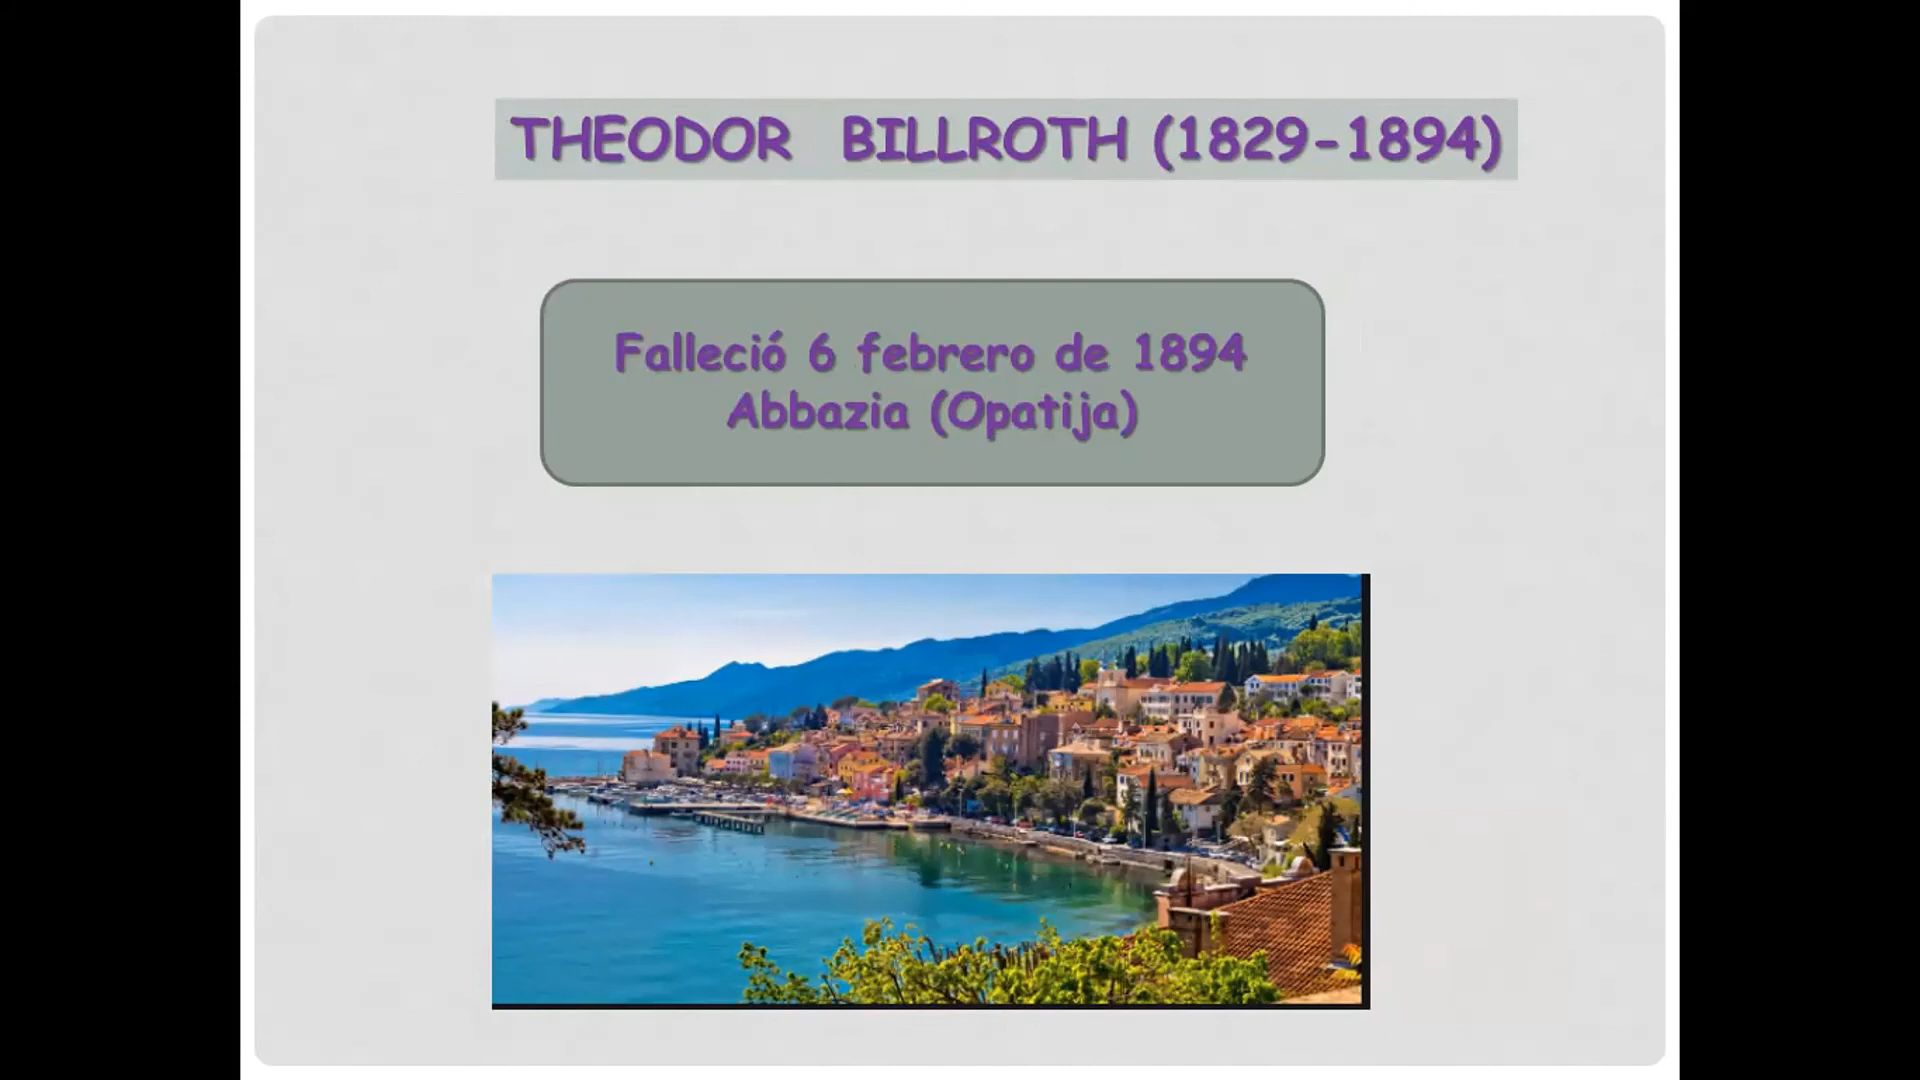 THEODOR BILLROTH (1829-1894)
Falleció 6 febrero de 1894
Abbazia (Opatija)